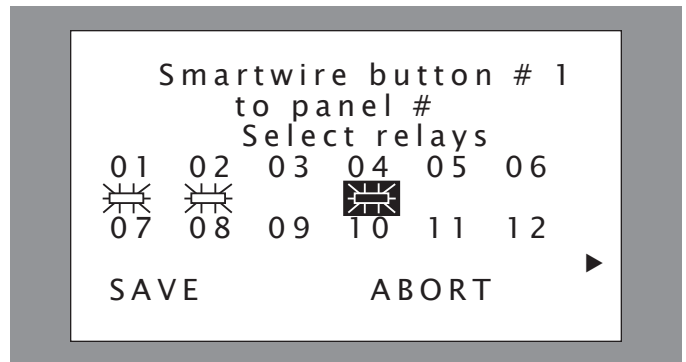 Smartwire button # 1
to panel #
Select relays
01 02 03 04 05 06
07 08 09 10 11 12
SAVE ABORT